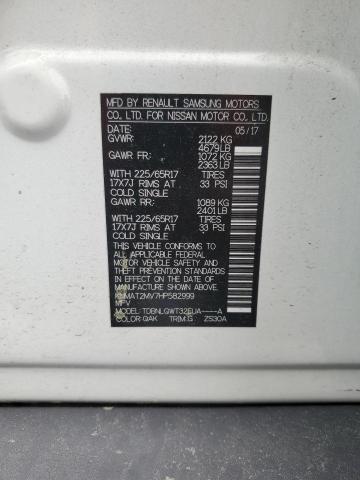 MFD BY RENAULT SAMSUNG MOTORS
CO., LTD. FOR NISSAN MOTOR CO., LTD.
DATE: 05/17
GVWR: 2122 KG
4679 LB
GAWR FR: 1072 KG
2363 LB
WITH 225/65R17 TIRES
17X7J RIMS AT 33 PSI
COLD SINGLE
GAWR RR: 1089 KG
2401 LB
WITH 225/65R17 TIRES
17X7J RIMS AT 33 PSI
COLD SINGLE
THIS VEHICLE CONFORMS TO
ALL APPLICABLE FEDERAL
MOTOR VEHICLE SAFETY
STANDARDS IN EFFECT ON
THE DATE OF MANUFACTURE
SHOWN ABOVE.
KNMAT2MV7HP582999
MPV
MODEL: TDBNLQWT32EUA----A
COLOR: QAK TRIM: G ZS30A